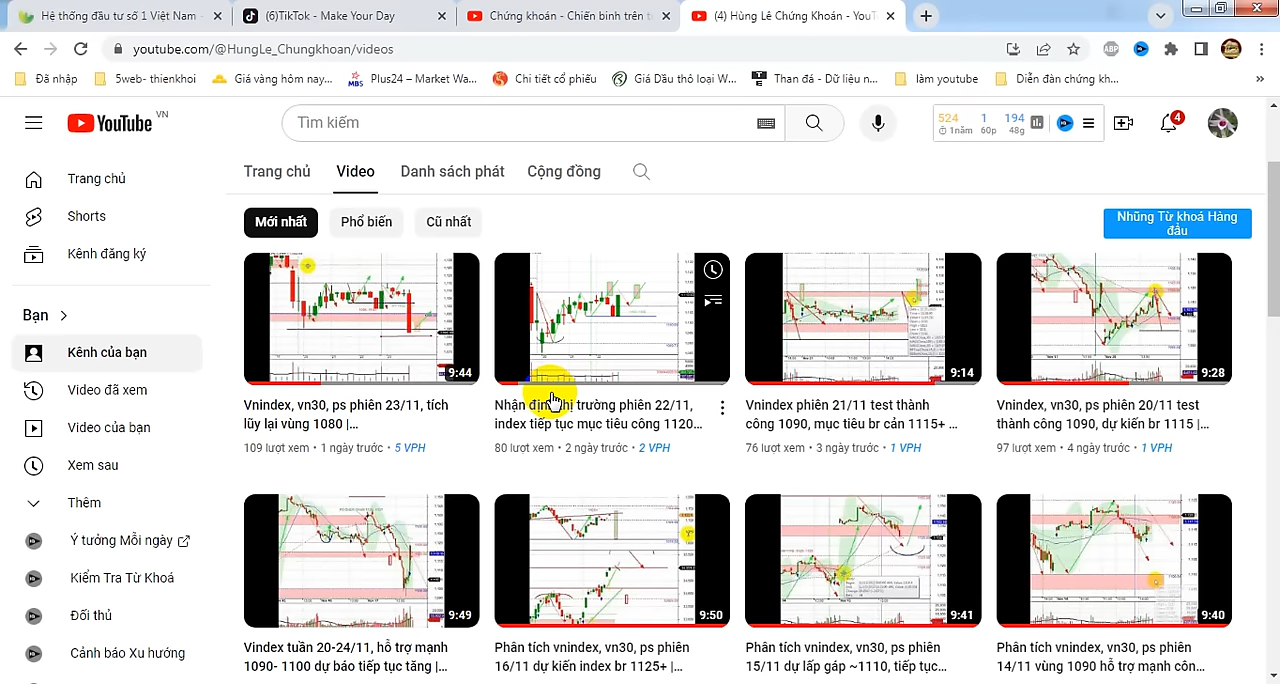 Hệ thống đầu tư số 1 Việt Nam -
(6)TikTok - Make Your Day
Chứng khoán - Chiến binh trên t
(4) Hùng Lê Chứng Khoán - YouT
youtube.com/@HungLe_Chungkhoan/videos
Đã nhập
5web- thienkhoi
Giá vàng hôm nay...
Plus24 – Market Wa...
Chi tiết cổ phiếu
Giá Dầu thô loại W...
Than đá - Dữ liệu n...
làm youtube
Diễn đàn chứng kh...
YouTube VN
Tìm kiếm
524 1 194
1năm 60p 48g
4
Trang chủ
Video
Danh sách phát
Cộng đồng
Mới nhất
Phổ biến
Cũ nhất
Những Từ khoá Hàng
đầu
Trang chủ
Shorts
Kênh đăng ký
Bạn
Kênh của bạn
Video đã xem
Video của bạn
Xem sau
Thêm
Ý tưởng Mỗi ngày
Kiểm Tra Từ khóa
Đối thủ
Cảnh báo Xu hướng
9:44
Vnindex, vn30, ps phiên 23/11, tích
lũy lại vùng 1080 |...
109 lượt xem • 1 ngày trước • 5 VPH
Nhận định thị trường phiên 22/11,
index tiếp tục mục tiêu công 1120...
80 lượt xem • 2 ngày trước • 2 VPH
9:14
Vnindex phiên 21/11 test thành
công 1090, mục tiêu br cản 1115+ ...
76 lượt xem • 3 ngày trước • 1 VPH
9:28
Vnindex, vn30, ps phiên 20/11 test
thành công 1090, dự kiến br 1115 |...
97 lượt xem • 4 ngày trước • 1 VPH
9:49
Vindex tuần 20-24/11, hỗ trợ mạnh
1090- 1100 dự báo tiếp tục tăng |...
9:50
Phân tích vnindex, vn30, ps phiên
16/11 dự kiến index br 1125+ |...
9:41
Phân tích vnindex, vn30, ps phiên
15/11 dự lấp gáp ~1110, tiếp tục...
9:40
Phân tích vnindex, vn30, ps phiên
14/11 vùng 1090 hỗ trợ mạnh côn...